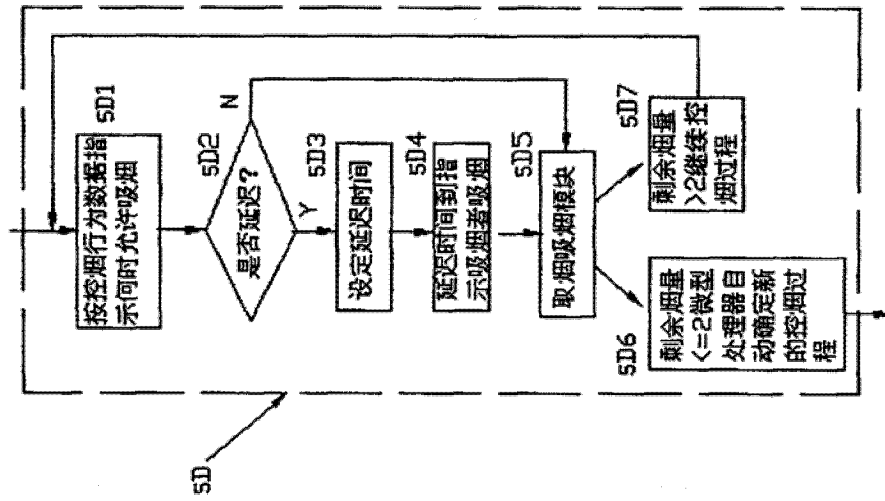 5D
5D1
按控烟行为数据指
示何时允许吸烟
5D2
是否延迟?
N
Y
5D3
设定延迟时间
5D4
延迟时间到指
示吸烟者吸烟
5D5
取烟吸烟模块
5D6
剩余烟量
<=2微型
处理器自
动确定新
的控烟过
程
5D7
剩余烟量
>2继续控
烟过程